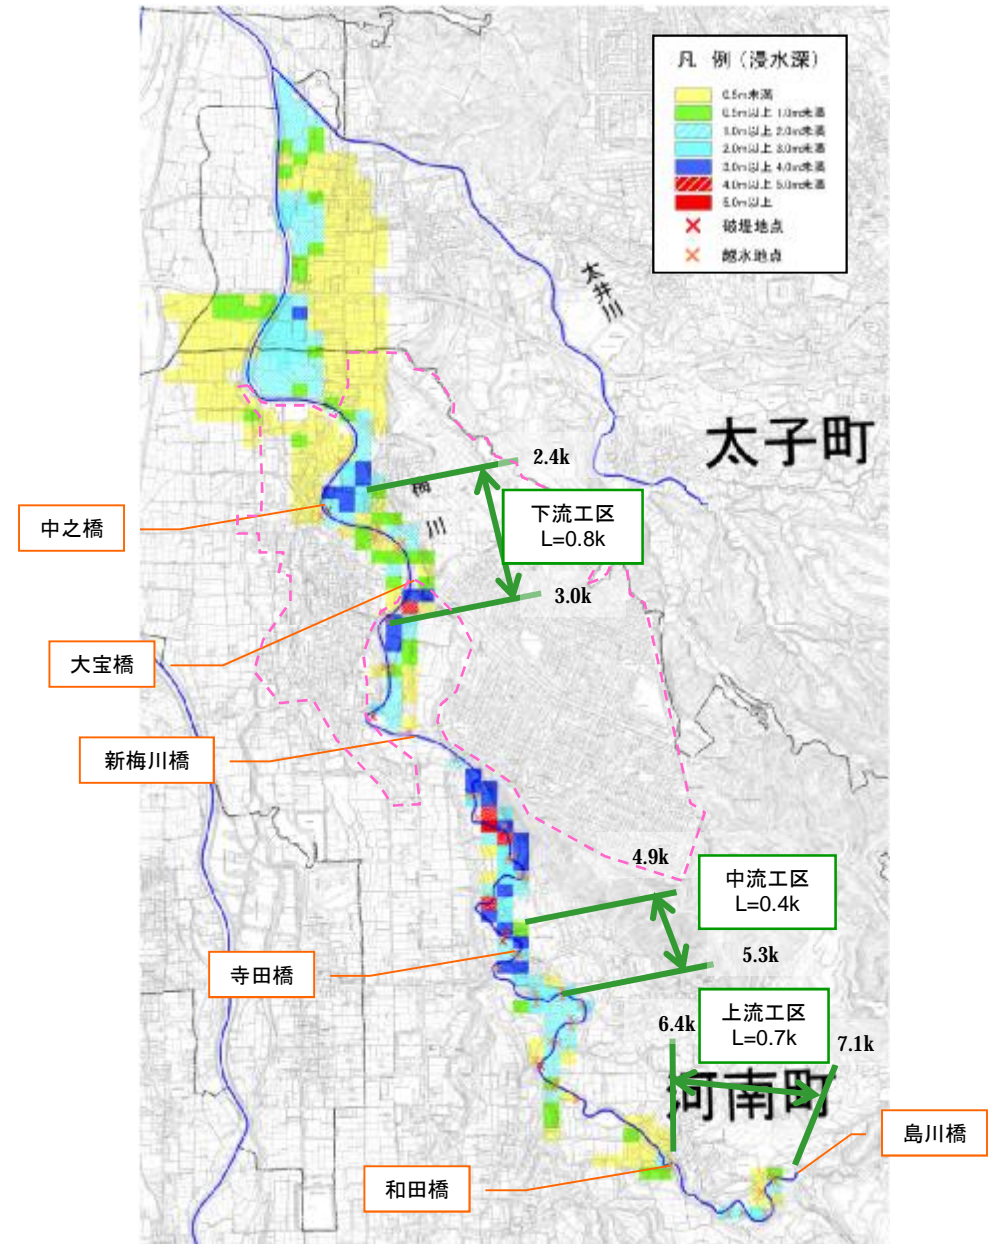 凡 例(浸水深)
0.5m未満
0.5m以上 1.0m未満
1.0m以上 2.0m未満
2.0m以上 3.0m未満
3.0m以上 4.0m未満
4.0m以上 5.0m未満
5.0m以上
破堤地点
越水地点
太井川
太子町
2.4k
梅川
下流工区
L=0.8k
中之橋
3.0k
大宝橋
新梅川橋
4.9k
中流工区
L=0.4k
5.3k
寺田橋
上流工区
L=0.7k
6.4k
7.1k
河南町
島川橋
和田橋